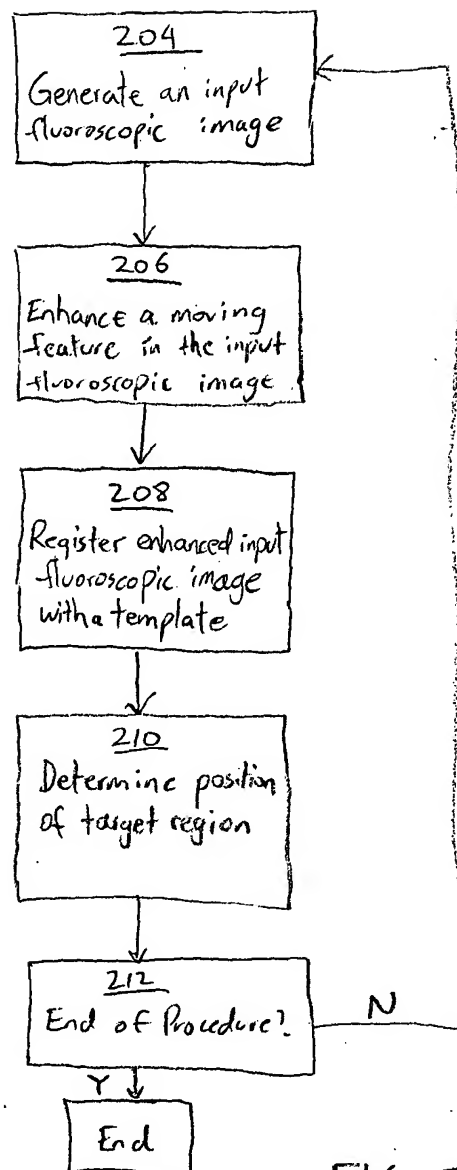 204
Generate an input
fluoroscopic image
206
Enhance a moving
feature in the input
fluoroscopic image
208
Register enhanced input
fluoroscopic image
with a template
210
Determine position
of target region
212
End of Procedure?
N
Y
End